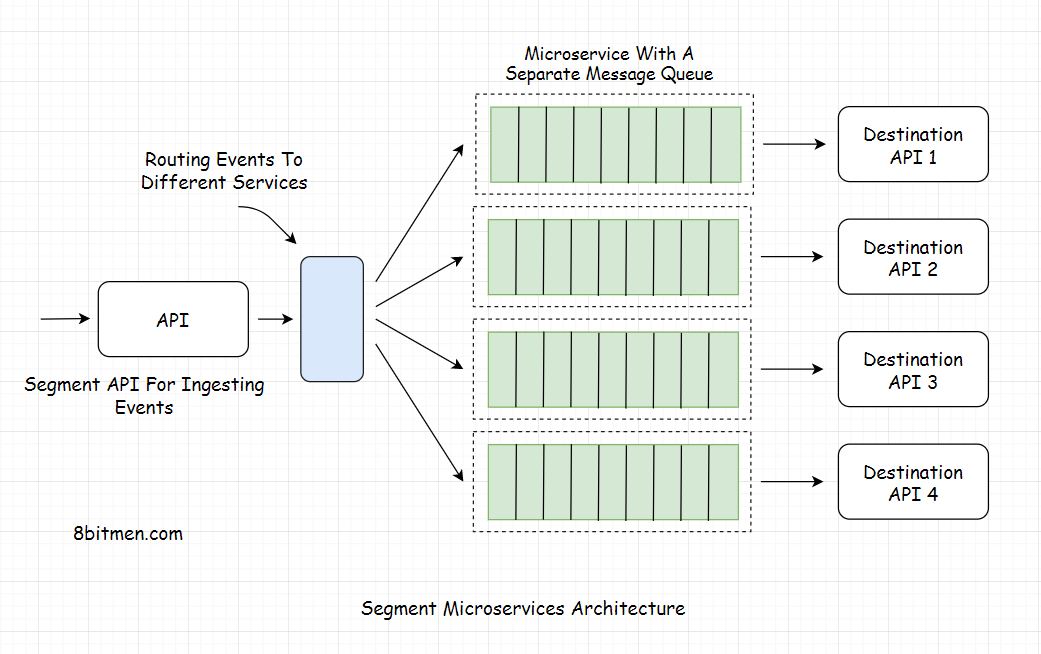 Microservice With A
Separate Message Queue
Routing Events To
Different Services
API
Segment API For Ingesting
Events
Destination
API 1
Destination
API 2
Destination
API 3
Destination
API 4
8bitmen.com
Segment Microservices Architecture